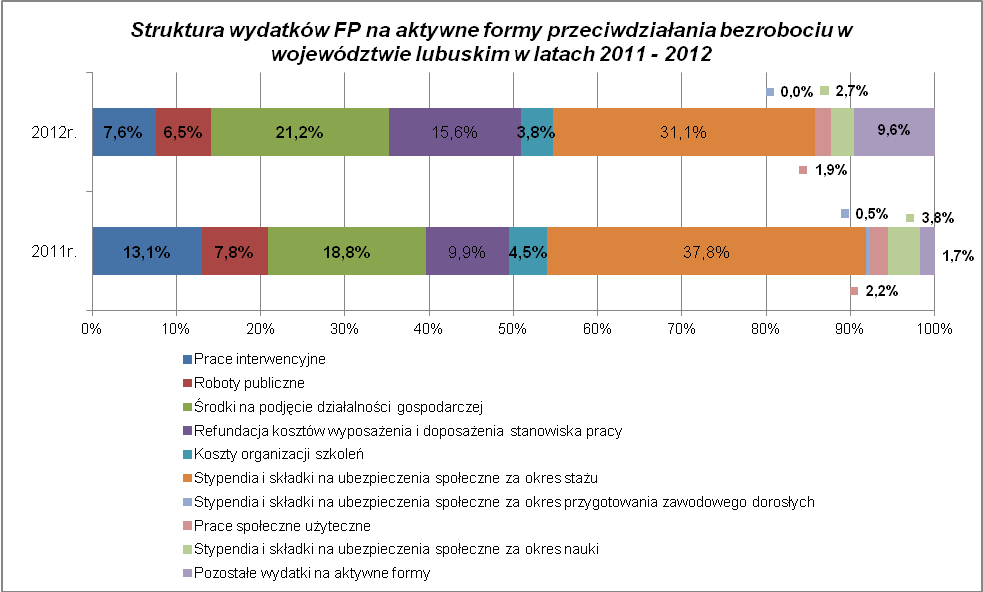 Struktura wydatków FP na aktywne formy przeciwdziałania bezrobociu w
województwie lubuskim w latach 2011 - 2012
0,0%
2,7%
2012r.
7,6%
6,5%
21,2%
15,6%
3,8%
31,1%
9,6%
1,9%
0,5%
3,8%
2011r.
13,1%
7,8%
18,8%
9,9%
4,5%
37,8%
1,7%
2,2%
0%
10%
20%
30%
40%
50%
60%
70%
80%
90%
100%
Prace interwencyjne
Roboty publiczne
Środki na podjęcie działalności gospodarczej
Refundacja kosztów wyposażenia i doposażenia stanowiska pracy
Koszty organizacji szkoleń
Stypendia i składki na ubezpieczenia społeczne za okres stażu
Stypendia i składki na ubezpieczenia społeczne za okres przygotowania zawodowego dorosłych
Prace społeczne użyteczne
Stypendia i składki na ubezpieczenia społeczne za okres nauki
Pozostałe wydatki na aktywne formy